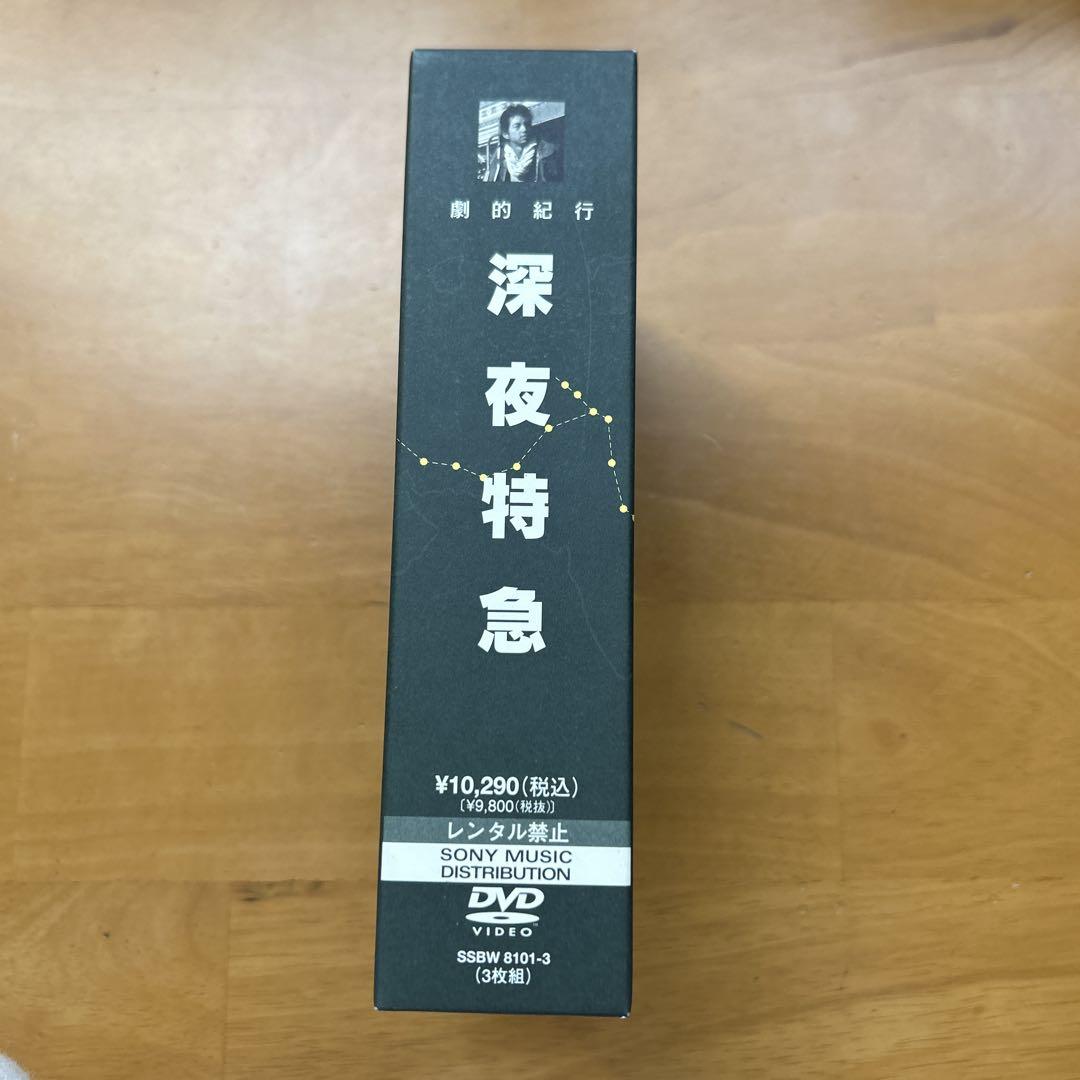 劇的紀行
深夜特急
¥10,290(税込)
〔¥9,800(税抜)〕
レンタル禁止
SONY MUSIC
DISTRIBUTION
DVD
VIDEO
SSBW 8101-3
(3枚組)